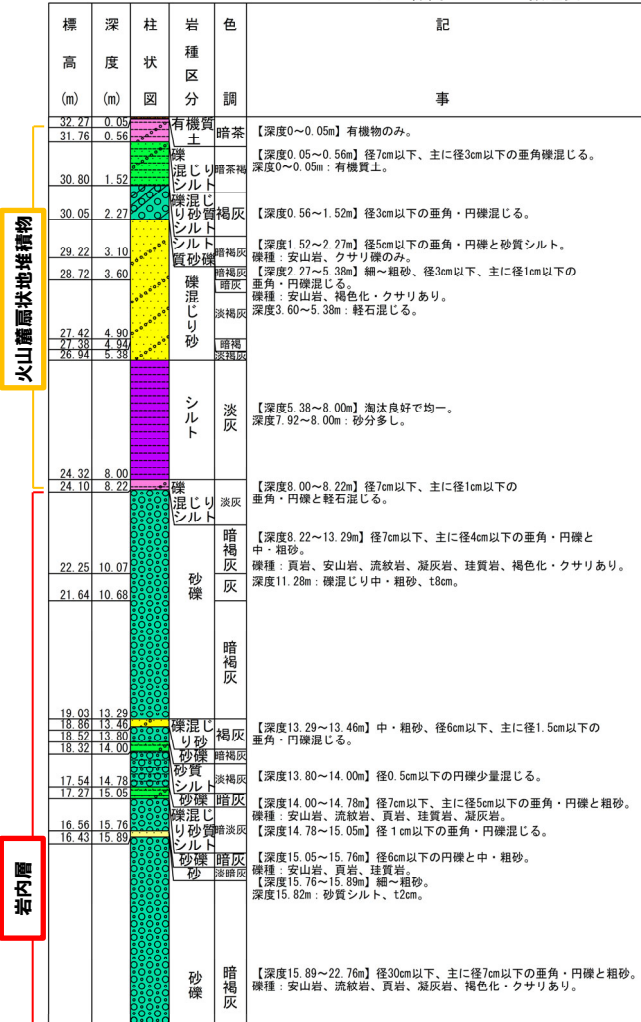 標高(m) 深度(m) 柱状図 岩種区分 色調 記事
32.27 0.05
31.76 0.56
30.80 1.52
30.05 2.27
29.22 3.10
28.72 3.60
27.42 4.90
27.38 4.94
26.94 5.38
24.32 8.00
24.10 8.22
22.25 10.07
21.64 10.68
19.03 13.29
18.86 13.46
18.52 13.80
18.32 14.00
17.54 14.78
17.27 15.05
16.56 15.76
16.43 15.89
火山麓扇状地堆積物
岩内層
有機質土
礫混じりシルト
礫混じり砂質シルト
シルト質砂礫
礫混じり砂
シルト
礫混じりシルト
砂礫
礫混じり砂
砂礫
砂質シルト
砂礫
礫混じり砂質シルト
砂礫
砂
砂礫
暗茶
暗茶褐
褐灰
暗褐灰
暗褐灰
暗灰
淡褐灰
暗褐
淡褐灰
淡灰
淡灰
暗褐灰
灰
暗褐灰
褐灰
暗褐灰
淡褐灰
暗灰
暗淡灰
暗灰
淡暗灰
暗褐灰
【深度0～0.05m】有機物のみ。
【深度0.05～0.56m】径7cm以下、主に径3cm以下の亜角礫混じる。
深度0～0.05m：有機質土。
【深度0.56～1.52m】径3cm以下の亜角・円礫混じる。
【深度1.52～2.27m】径5cm以下の亜角・円礫と砂質シルト。
礫種：安山岩、クサリ礫のみ。
【深度2.27～5.38m】細～粗砂、径3cm以下、主に径1cm以下の
亜角・円礫混じる。
礫種：安山岩、褐色化・クサリあり。
深度3.60～5.38m：軽石混じる。
【深度5.38～8.00m】淘汰良好で均一。
深度7.92～8.00m：砂分多し。
【深度8.00～8.22m】径7cm以下、主に径1cm以下の
亜角・円礫と軽石混じる。
【深度8.22～13.29m】径7cm以下、主に径4cm以下の亜角・円礫と
中・粗砂。
礫種：頁岩、安山岩、流紋岩、凝灰岩、珪質岩、褐色化・クサリあり。
深度11.28m：礫混じり中・粗砂、t8cm。
【深度13.29～13.46m】中・粗砂、径6cm以下、主に径1.5cm以下の
亜角・円礫混じる。
【深度13.80～14.00m】径0.5cm以下の円礫少量混じる。
【深度14.00～14.78m】径7cm以下、主に径5cm以下の亜角・円礫と粗砂。
礫種：安山岩、流紋岩、頁岩、珪質岩、凝灰岩。
【深度14.78～15.05m】径１cm以下の亜角・円礫混じる。
【深度15.05～15.76m】径6cm以下の円礫と中・粗砂。
礫種：安山岩、頁岩、珪質岩。
【深度15.76～15.89m】細～粗砂。
深度15.82m：砂質シルト、t2cm。
【深度15.89～22.76m】径30cm以下、主に径7cm以下の亜角・円礫と粗砂。
礫種：安山岩、流紋岩、頁岩、凝灰岩、褐色化・クサリあり。